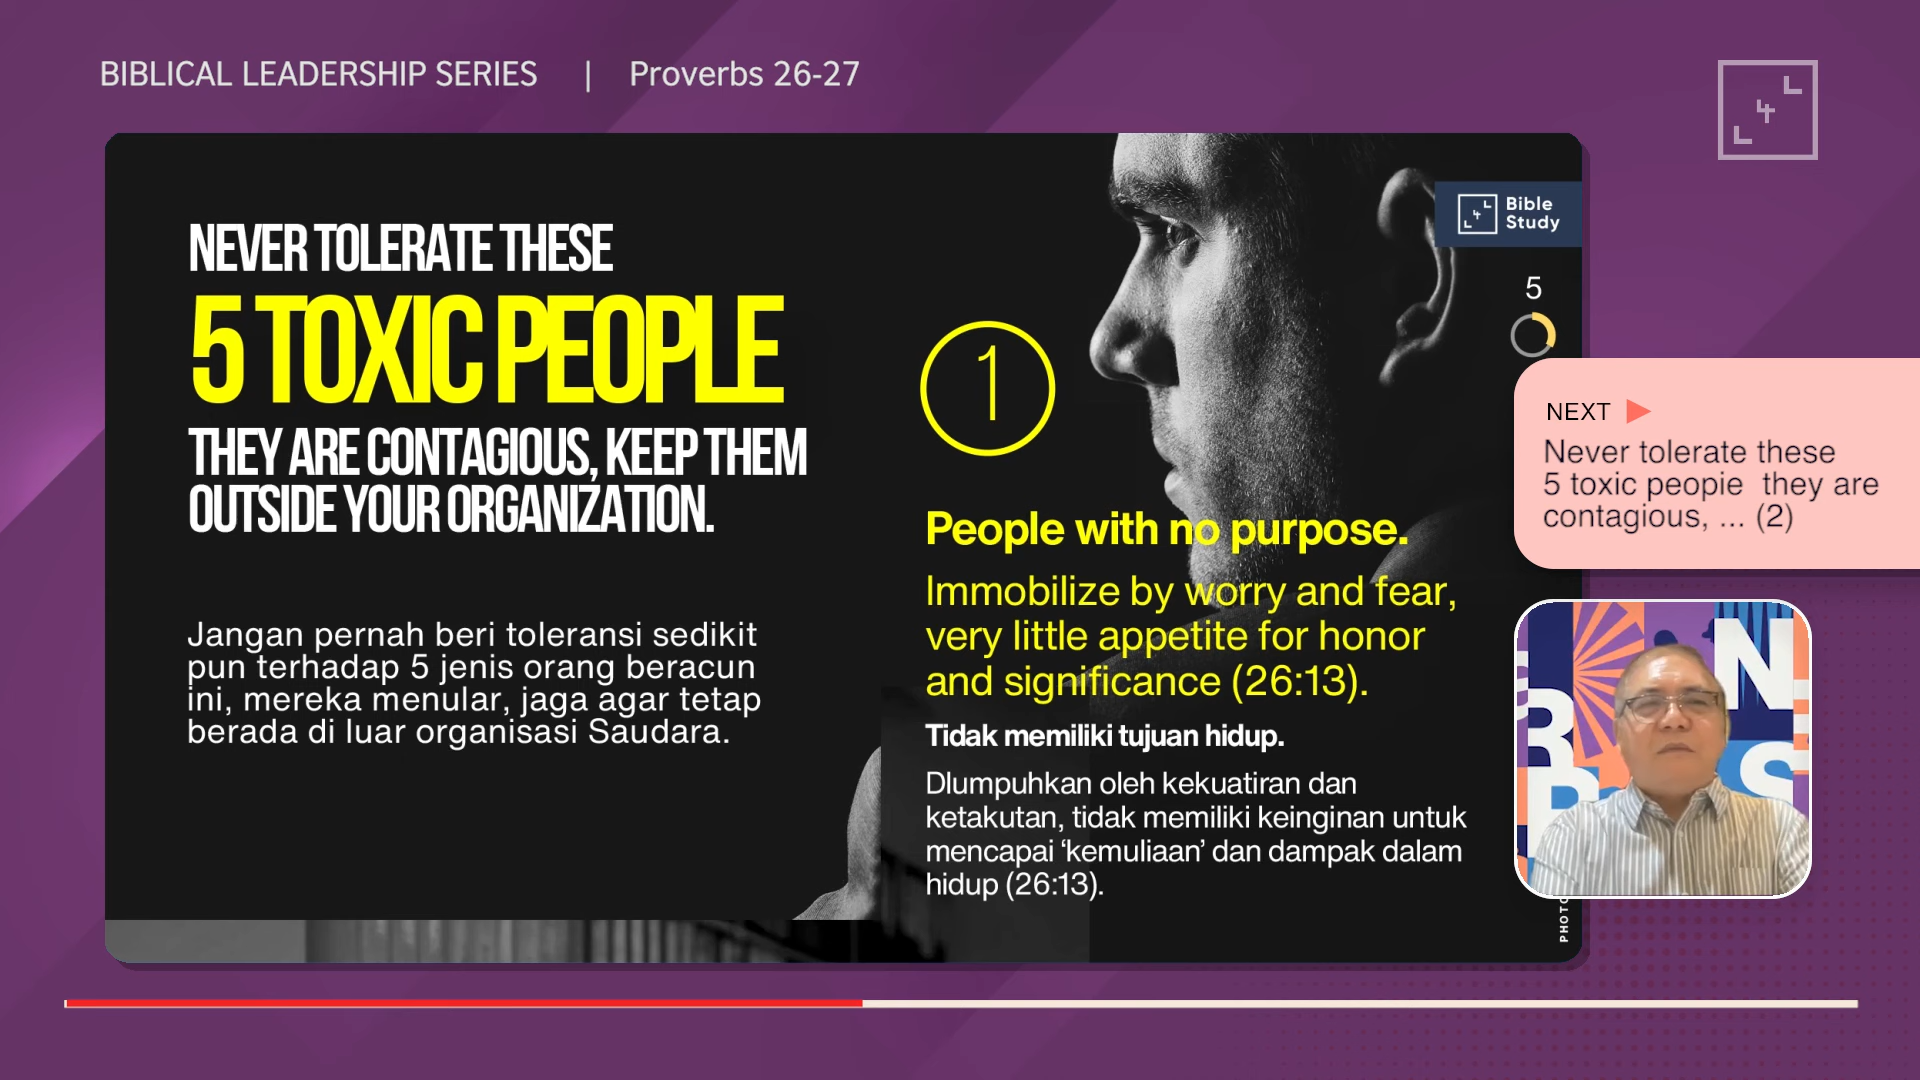 BIBLICAL LEADERSHIP SERIES | Proverbs 26-27
NEVER TOLERATE THESE
5 TOXIC PEOPLE
THEY ARE CONTAGIOUS, KEEP THEM
OUTSIDE YOUR ORGANIZATION.
Jangan pernah beri toleransi sedikit
pun terhadap 5 jenis orang beracun
ini, mereka menular, jaga agar tetap
berada di luar organisasi Saudara.
1
People with no purpose.
Immobilize by worry and fear,
very little appetite for honor
and significance (26:13).
Tidak memiliki tujuan hidup.
Dlumpuhkan oleh kekuatiran dan
ketakutan, tidak memiliki keinginan untuk
mencapai ‘kemuliaan’ dan dampak dalam
hidup (26:13).
Bible
Study
5
NEXT
Never tolerate these
5 toxic peopie they are
contagious, ... (2)